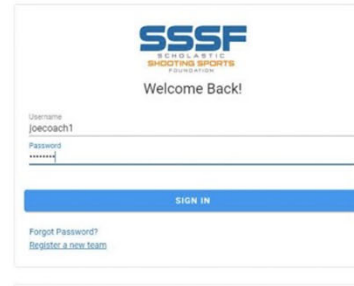 SSSF
SCHOLASTIC
SHOOTING SPORTS
FOUNDATION
Welcome Back!
Username
joecoach1
Password
••••••••
SIGN IN
Forgot Password?
Register a new team